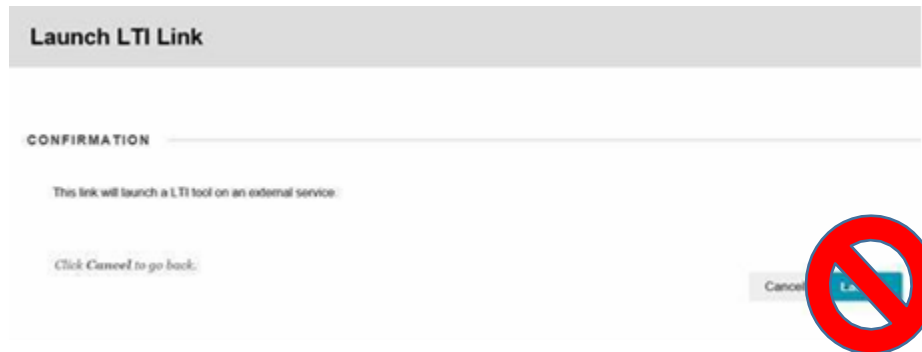 Launch LTI Link
CONFIRMATION
This link will launch a LTI tool on an external service.
Click Cancel to go back.
Cancel